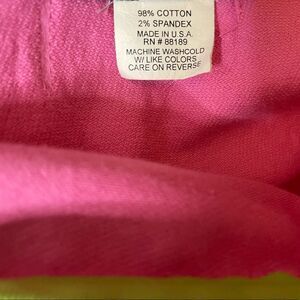 98% COTTON
2% SPANDEX
MADE IN U.S.A.
RN # 88189
MACHINE WASHCOLD
W/ LIKE COLORS
CARE ON REVERSE